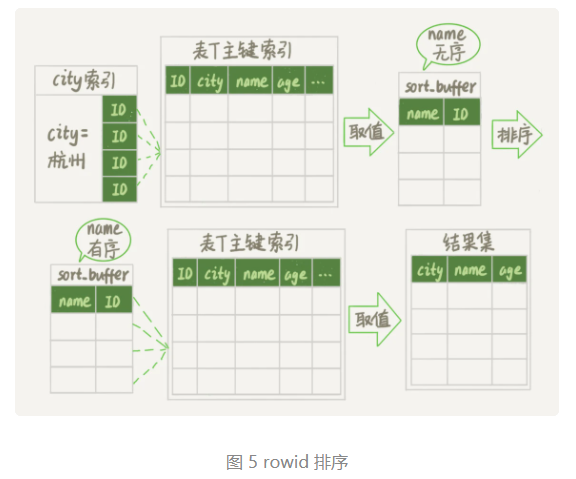 name
无序
表T主键索引
city索引
ID city name age ...
sort_buffer
name ID
ID
city=
杭州
ID
ID
ID
取值
排序
name
有序
表T主键索引
结果集
sort_buffer
ID city name age ...
city name age
name ID
取值
图 5 rowid 排序